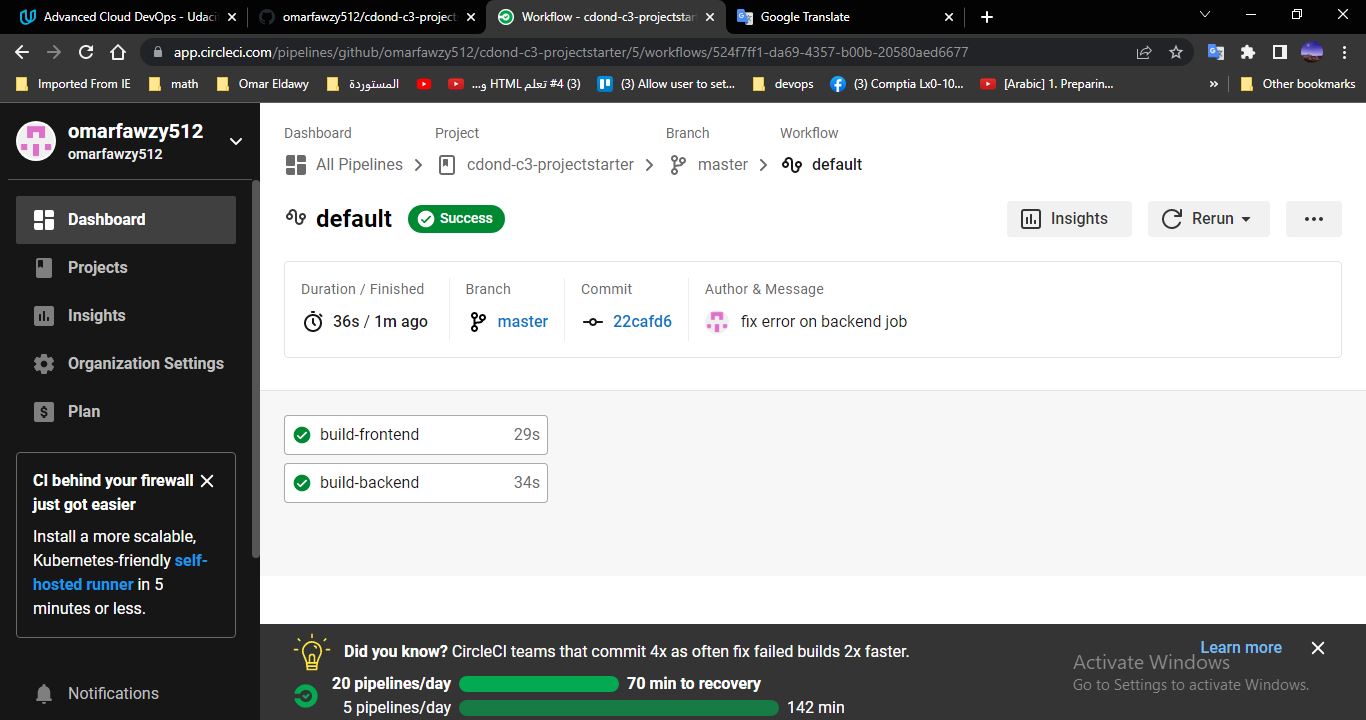 Advanced Cloud DevOps - Udaci
omarfawzy512/cdond-c3-project
Workflow - cdond-c3-projectstar
Google Translate
app.circleci.com/pipelines/github/omarfawzy512/cdond-c3-projectstarter/5/workflows/524f7ff1-da69-4357-b00b-20580aed6677
Imported From IE
math
Omar Eldawy
المستوردة
(3) #4 تعلم HTML و...
(3) Allow user to set...
devops
(3) Comptia Lx0-10...
[Arabic] 1. Preparin...
»
Other bookmarks
omarfawzy512
omarfawzy512
Dashboard
Projects
Insights
Organization Settings
Plan
CI behind your firewall
just got easier
Install a more scalable,
Kubernetes-friendly self-
hosted runner in 5
minutes or less.
Notifications
Dashboard Project Branch Workflow
All Pipelines cdond-c3-projectstarter master default
default Success
Insights Rerun
Duration / Finished Branch Commit Author & Message
36s / 1m ago master 22cafd6 fix error on backend job
build-frontend 29s
build-backend 34s
Did you know? CircleCI teams that commit 4x as often fix failed builds 2x faster.
Learn more
20 pipelines/day 70 min to recovery
5 pipelines/day 142 min
Activate Windows
Go to Settings to activate Windows.